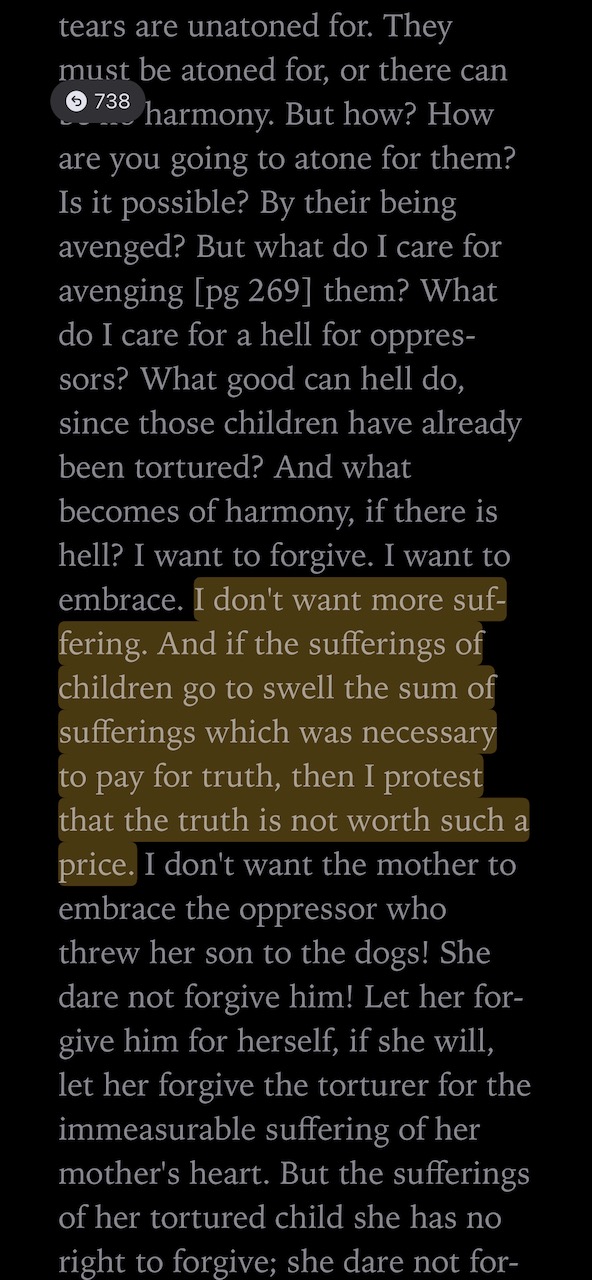 tears are unatoned for. They
must be atoned for, or there can
738
harmony. But how? How
are you going to atone for them?
Is it possible? By their being
avenged? But what do I care for
avenging [pg 269] them? What
do I care for a hell for oppres-
sors? What good can hell do,
since those children have already
been tortured? And what
becomes of harmony, if there is
hell? I want to forgive. I want to
embrace. I don't want more suf-
fering. And if the sufferings of
children go to swell the sum of
sufferings which was necessary
to pay for truth, then I protest
that the truth is not worth such a
price. I don't want the mother to
embrace the oppressor who
threw her son to the dogs! She
dare not forgive him! Let her for-
give him for herself, if she will,
let her forgive the torturer for the
immeasurable suffering of her
mother's heart. But the sufferings
of her tortured child she has no
right to forgive; she dare not for-